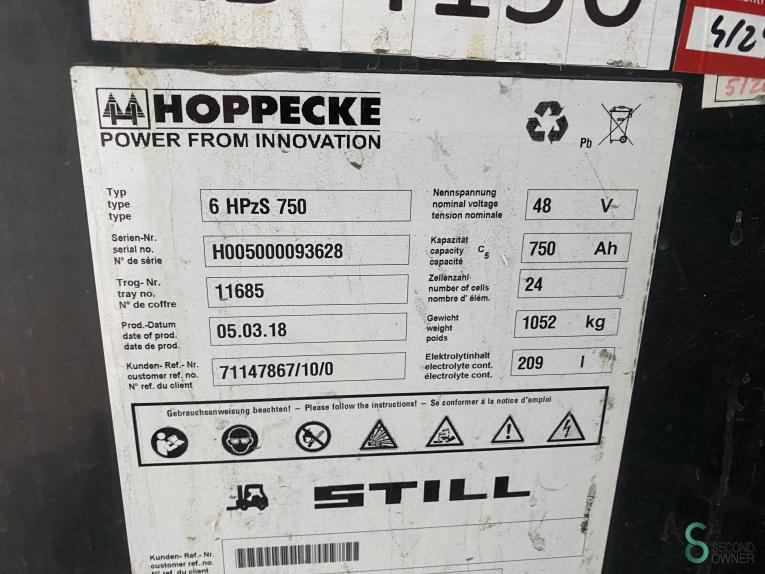 4/2
5/2
HOPPECKE
POWER FROM INNOVATION
Pb
Typ
type
type
6 HPzS 750
Nennspannung
nominal voltage
tension nominale
48 V
Serien-Nr.
serial no.
N° de série
H005000093628
Kapazität
capacity C5
capacité
750 Ah
Trog-Nr.
tray no.
N° de coffre
11685
Zellenzahl
number of cells
nombre d' élém.
24
Prod.-Datum
date of prod.
date de prod.
05.03.18
Gewicht
weight
poids
1052 kg
Kunden- Ref.- Nr.
customer ref. no.
N° ref. du client
71147867/10/0
Elektrolytinhalt
electrolyte cont.
électrolyte cont.
209 l
Gebrauchsanweisung beachten! – Please follow the instructions! – Se conformer à la notice d'emploi
STILL
Kunden- Ref.- Nr.
customer ref. no.
SECOND
OWNER